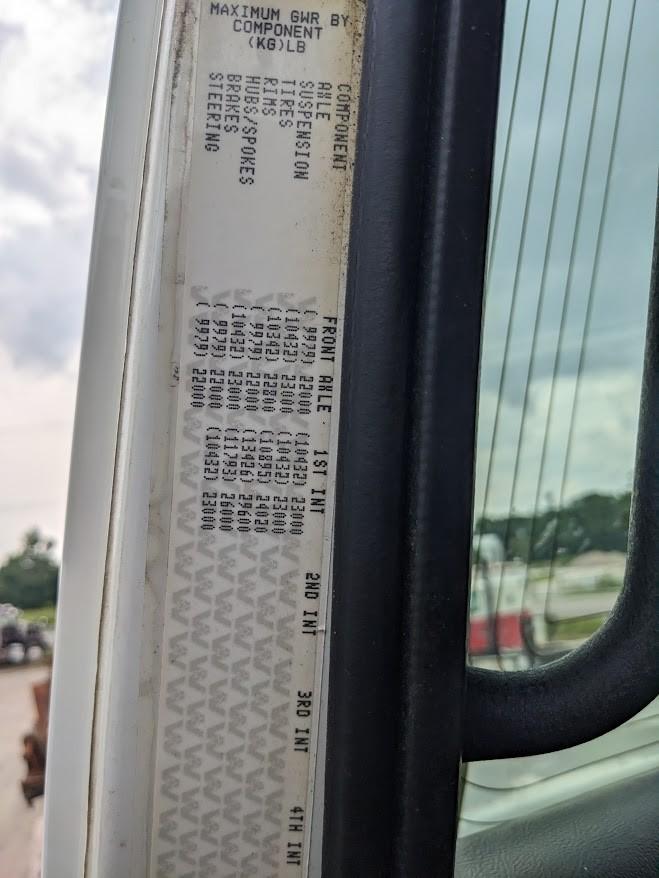 MAXIMUM GWR BY
COMPONENT
(KG)LB
COMPONENT FRONT AXLE 1ST INT 2ND INT 3RD INT 4TH INT
AXLE ( 9979) 22000 (10432) 23000
SUSPENSION (10432) 23000 (10432) 23000
TIRES (10342) 22800 (10895) 24020
RIMS ( 9979) 22000 (13426) 29600
HUBS/SPOKES (10432) 23000 (11793) 26000
BRAKES ( 9979) 22000 (10432) 23000
STEERING ( 9979) 22000